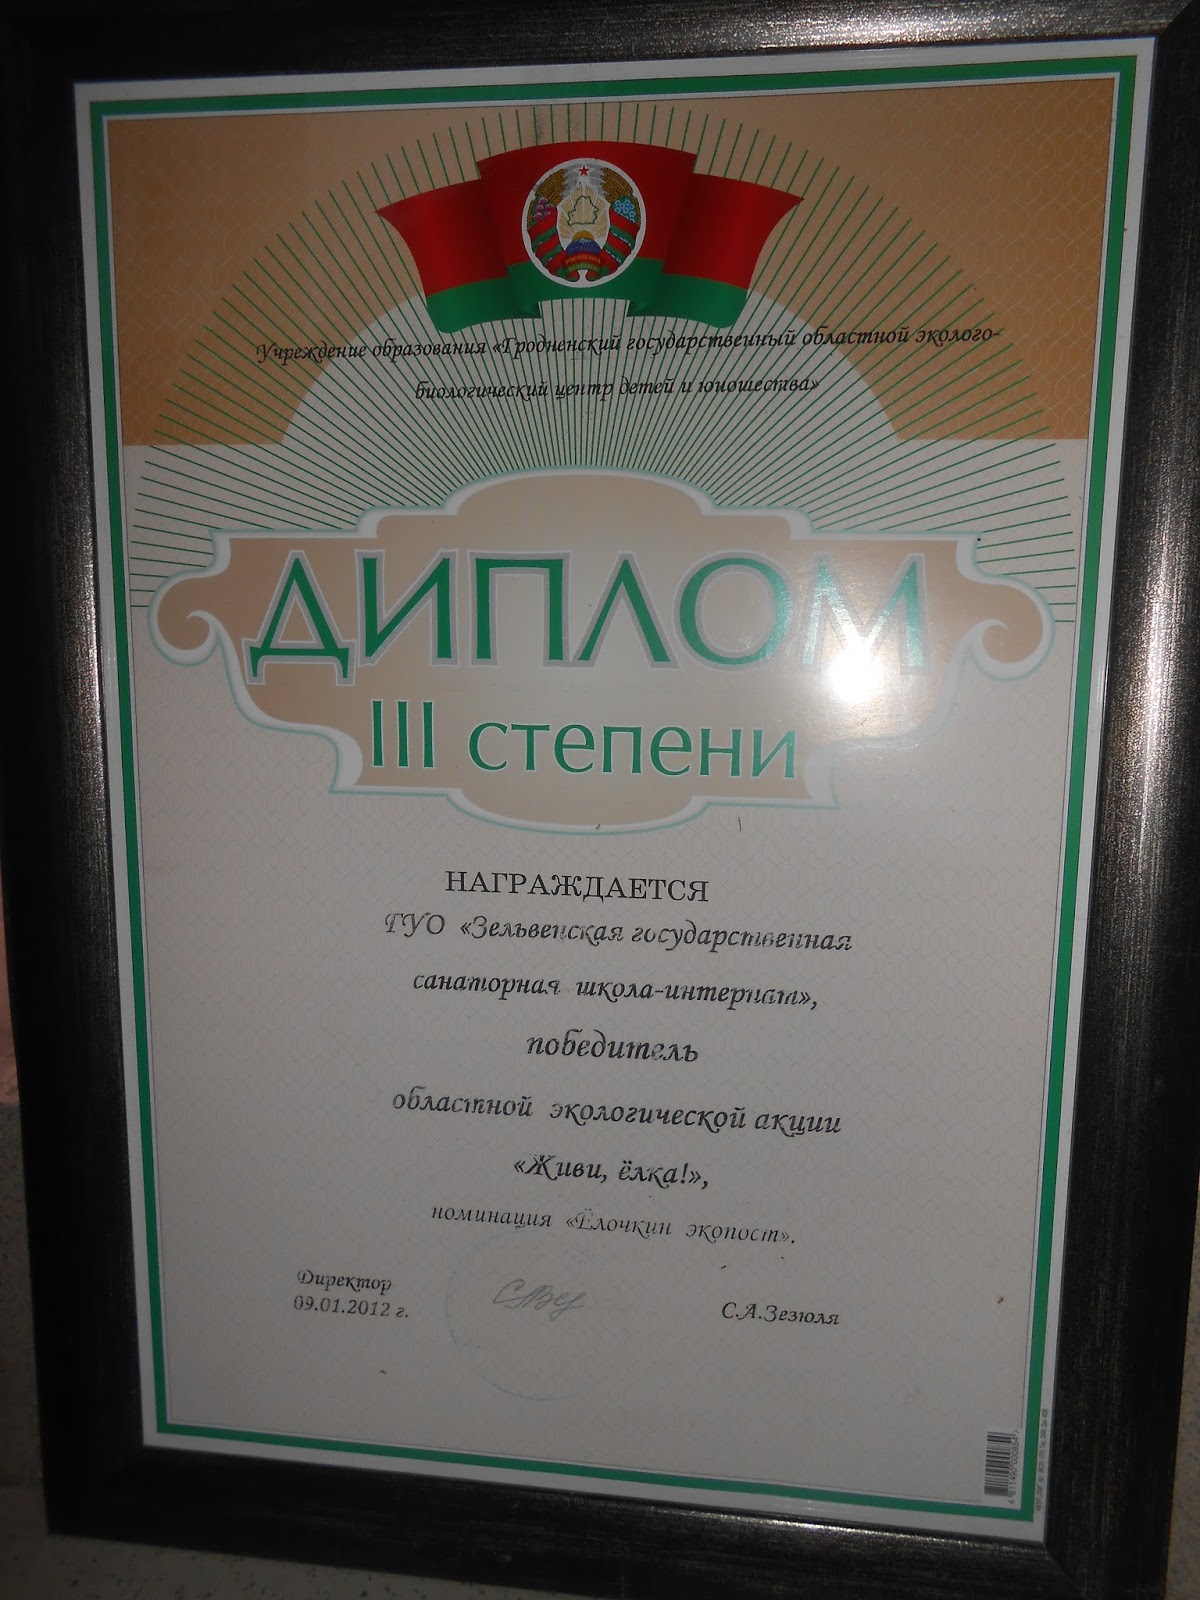 Учреждение образования «Гродненский государственный областной эколого-
биологический центр детей и юношества»
ДИПЛОМ
III степени
НАГРАЖДАЕТСЯ
ГУО «Зельвенская государственная
санаторная школа-интернат»,
победитель
областной экологической акции
«Живи, ёлка!»,
номинация «Ёлочкин экопост».
Директор
09.01.2012 г.
С.А.Зезюля